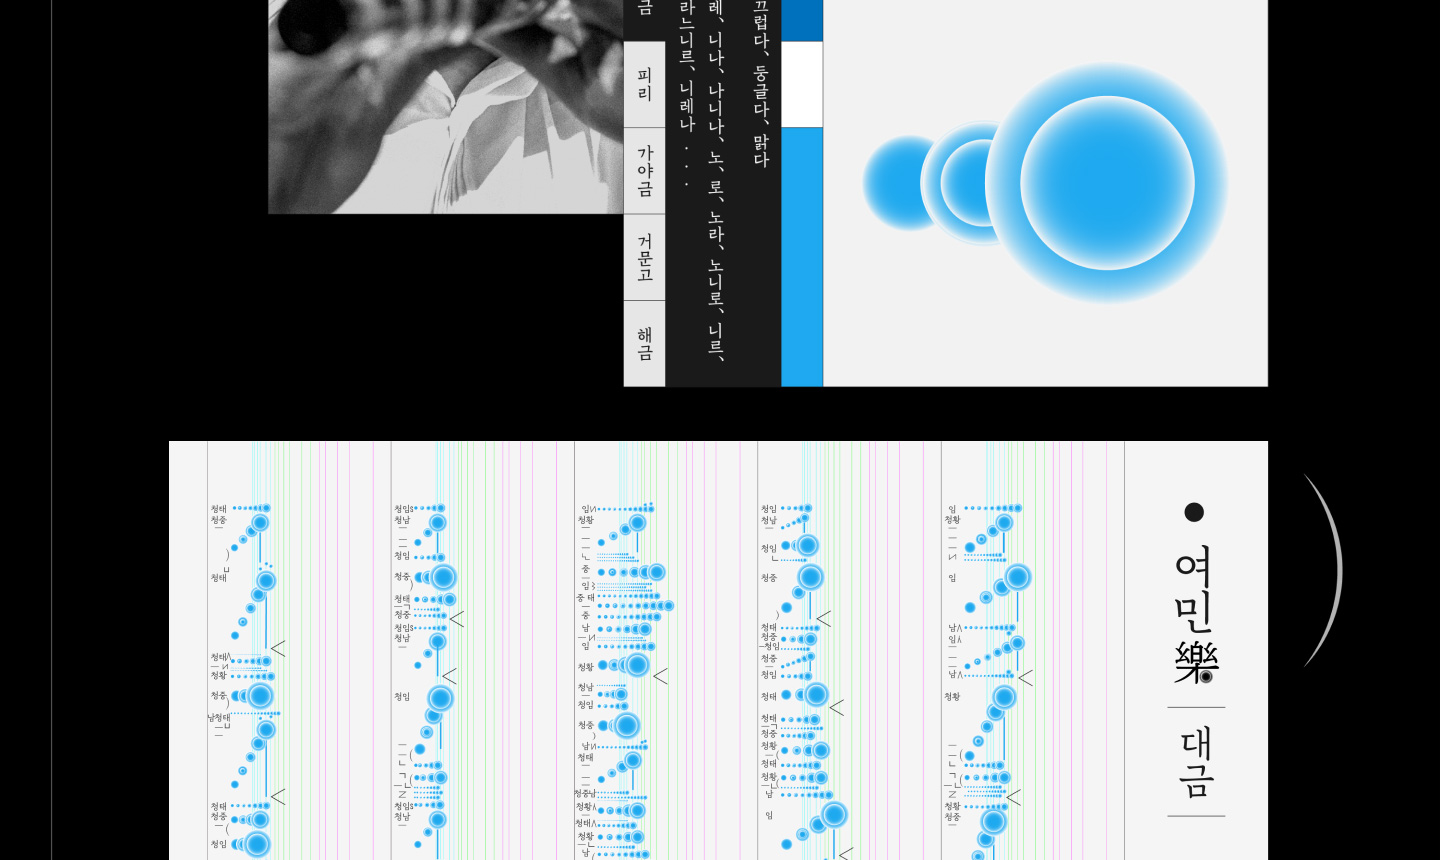 끄럽다、 둥글다、 맑다
레、 니나、 나니나、 노、 로、 노라、 노니로、 니르、
라느니르、 니레나 . . .
금
피리
가야금
거문고
해금
여민樂
대금
임
청황
임
남
임
남
청황
청황
청중
청임
청남
청임
청중
청태
청중
청임
청중
청임
청태
청태
청중
청황
청태
청황
남
임
임
청황
중
임
중 태
중
남
임
청황
청남
청임
청중
남
청태
청중남
청황
청태
청황
남
청임
청남
청임
청중
청태
청중
청임
청남
청임
청임
청남
청태
청중
청태
청태
청황
청중
남청태
청태
청중
청임